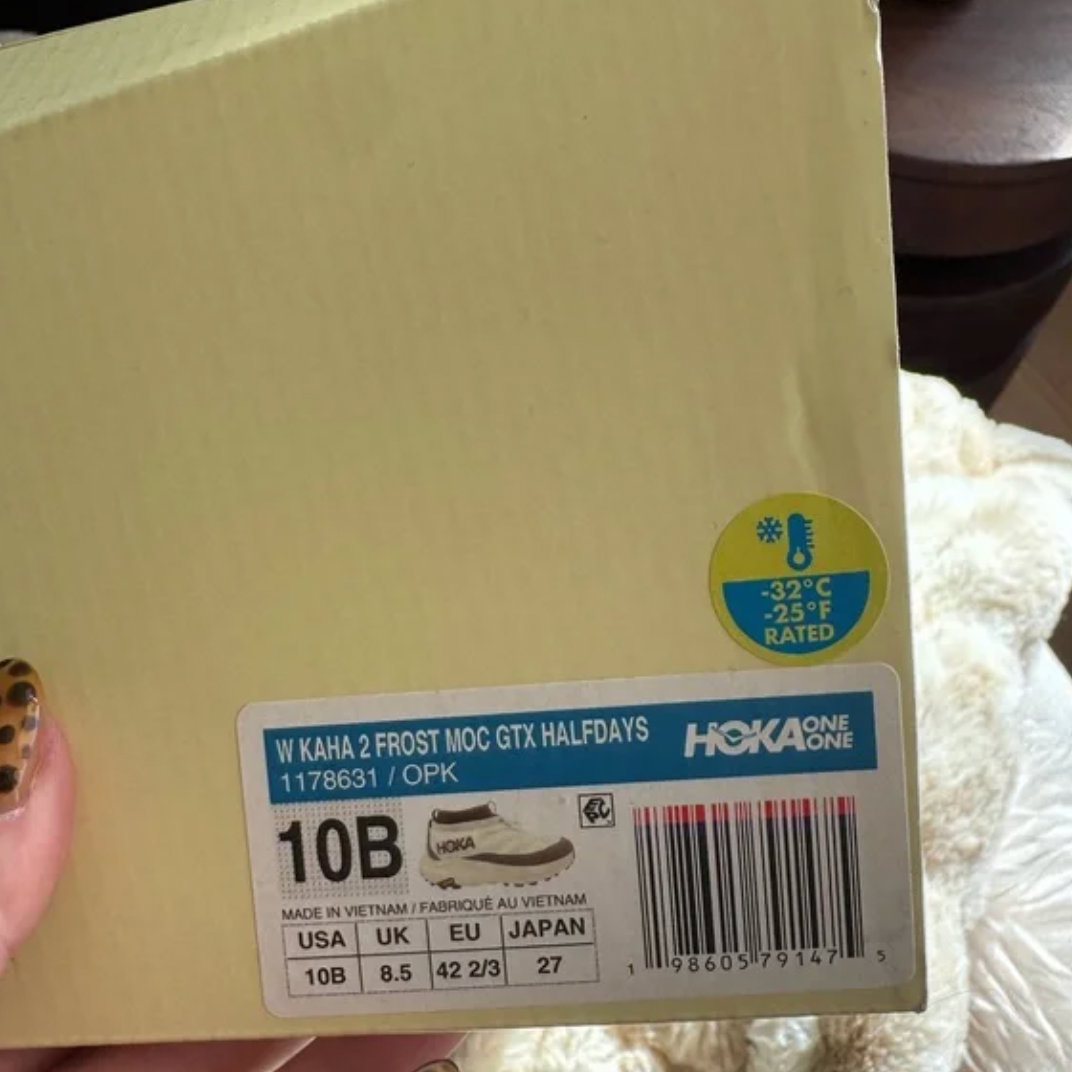 -32°C
-25°F
RATED
W KAHA 2 FROST MOC GTX HALFDAYS
1178631 / OPK
HOKA ONE ONE
10B
HOKA
MADE IN VIETNAM / FABRIQUÉ AU VIETNAM
USA UK EU JAPAN
10B 8.5 42 2/3 27
1 98605 79147 5